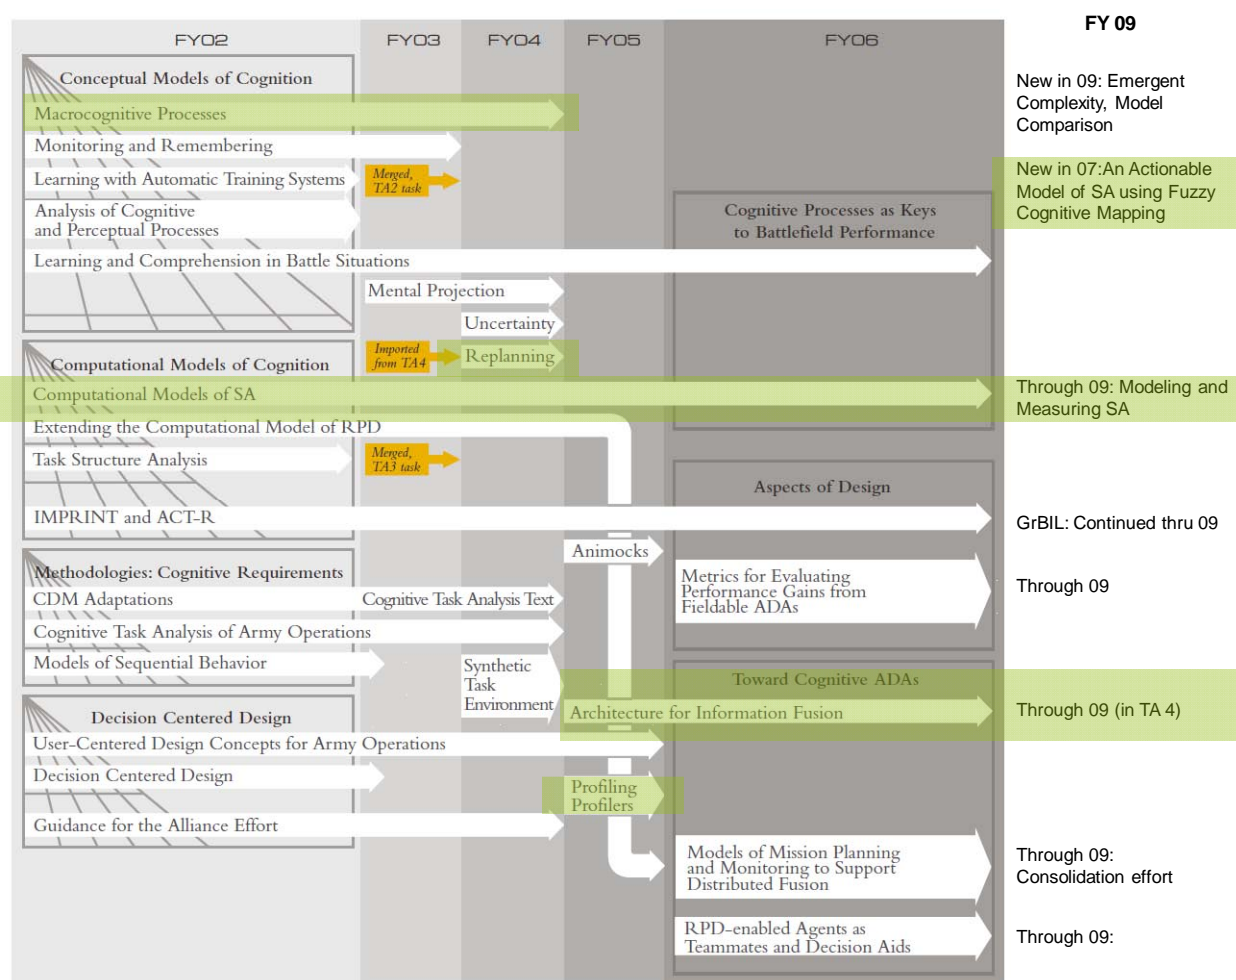 FY02
FY03
FY04
FY05
FY06
FY 09
Conceptual Models of Cognition
Macrocognitive Processes
Monitoring and Remembering
Learning with Automatic Training Systems
Merged,
TA2 task
Analysis of Cognitive
and Perceptual Processes
Learning and Comprehension in Battle Situations
Mental Projection
Uncertainty
Cognitive Processes as Keys
to Battlefield Performance
New in 09: Emergent
Complexity, Model
Comparison
New in 07:An Actionable
Model of SA using Fuzzy
Cognitive Mapping
Computational Models of Cognition
Imported
from TA4
Replanning
Computational Models of SA
Through 09: Modeling and
Measuring SA
Extending the Computational Model of RPD
Task Structure Analysis
Merged,
TA3 task
IMPRINT and ACT-R
Aspects of Design
GrBIL: Continued thru 09
Animocks
Metrics for Evaluating
Performance Gains from
Fieldable ADAs
Through 09
Methodologies: Cognitive Requirements
CDM Adaptations
Cognitive Task Analysis Text
Cognitive Task Analysis of Army Operations
Models of Sequential Behavior
Synthetic
Task
Environment
Toward Cognitive ADAs
Architecture for Information Fusion
Through 09 (in TA 4)
Decision Centered Design
User-Centered Design Concepts for Army Operations
Decision Centered Design
Profiling
Profilers
Guidance for the Alliance Effort
Models of Mission Planning
and Monitoring to Support
Distributed Fusion
Through 09:
Consolidation effort
RPD-enabled Agents as
Teammates and Decision Aids
Through 09: